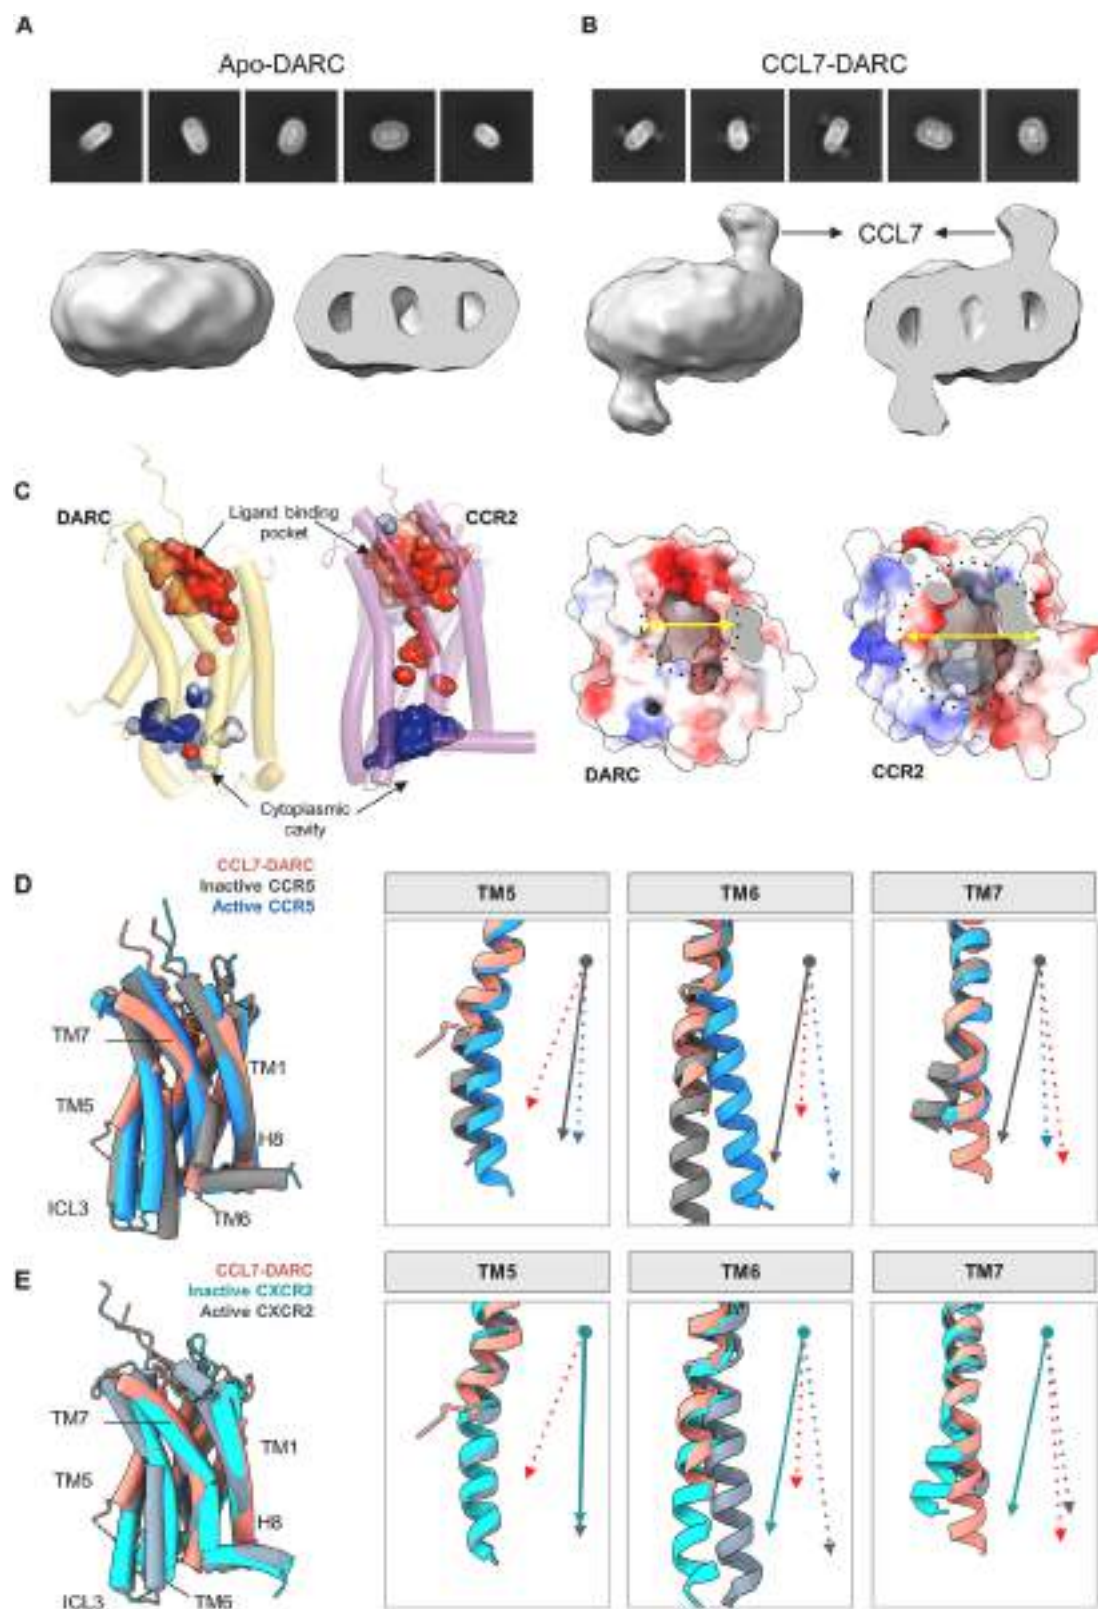 A
B
Apo-DARC
CCL7-DARC
CCL7
C
DARC
Ligand binding
pocket
CCR2
Cytoplasmic
cavity
DARC
CCR2
D
CCL7-DARC
Inactive CCR5
Active CCR5
TM7
TM1
TM5
H8
ICL3
TM6
TM5
TM6
TM7
E
CCL7-DARC
Inactive CXCR2
Active CXCR2
TM7
TM1
TM5
H8
ICL3
TM6
TM5
TM6
TM7